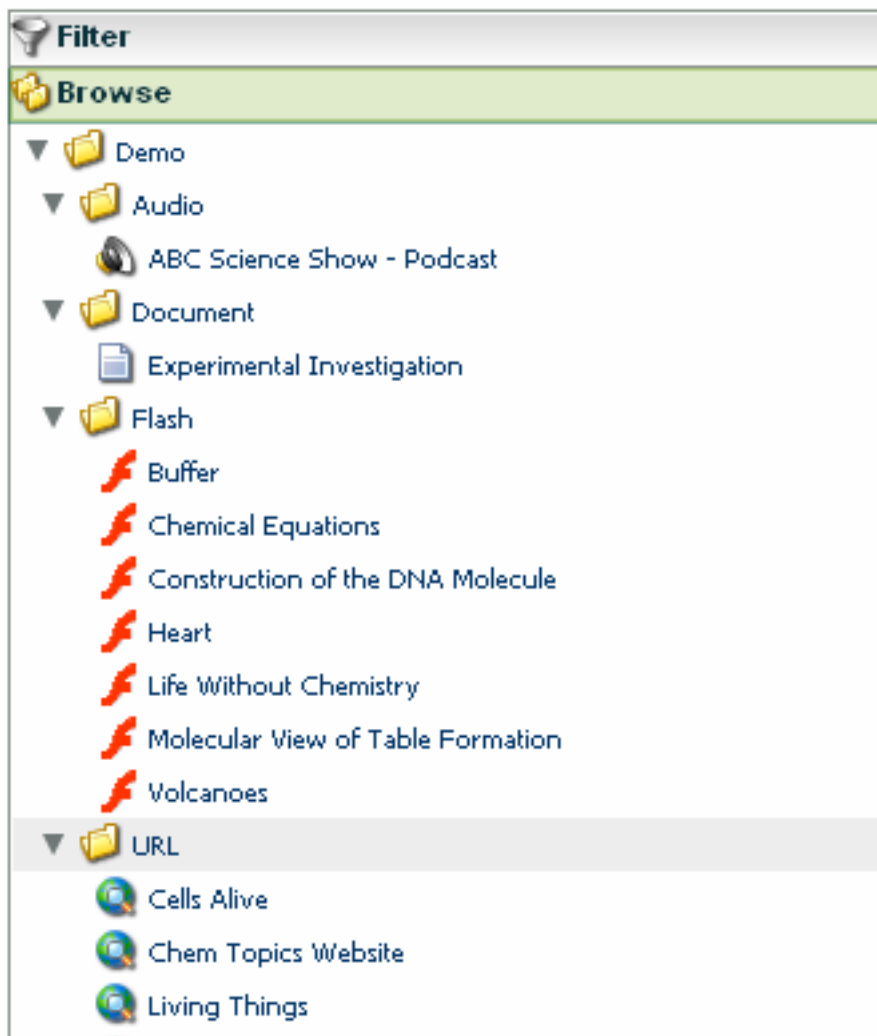 Filter
Browse
Demo
Audio
ABC Science Show - Podcast
Document
Experimental Investigation
Flash
Buffer
Chemical Equations
Construction of the DNA Molecule
Heart
Life Without Chemistry
Molecular View of Table Formation
Volcanoes
URL
Cells Alive
Chem Topics Website
Living Things